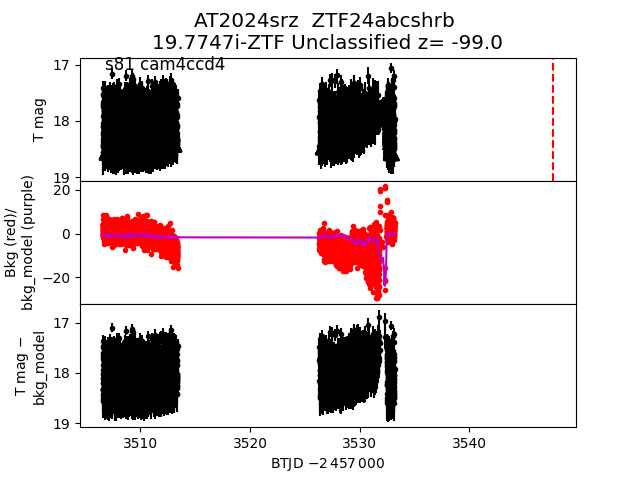 AT2024srz  ZTF24abcshrb
19.7747i-ZTF Unclassified z= -99.0
s81 cam4ccd4
17
18
19
T mag
20
0
−20
Bkg (red)/
bkg_model (purple)
17
18
19
T mag −
bkg_model
3510
3520
3530
3540
BTJD −2 457 000